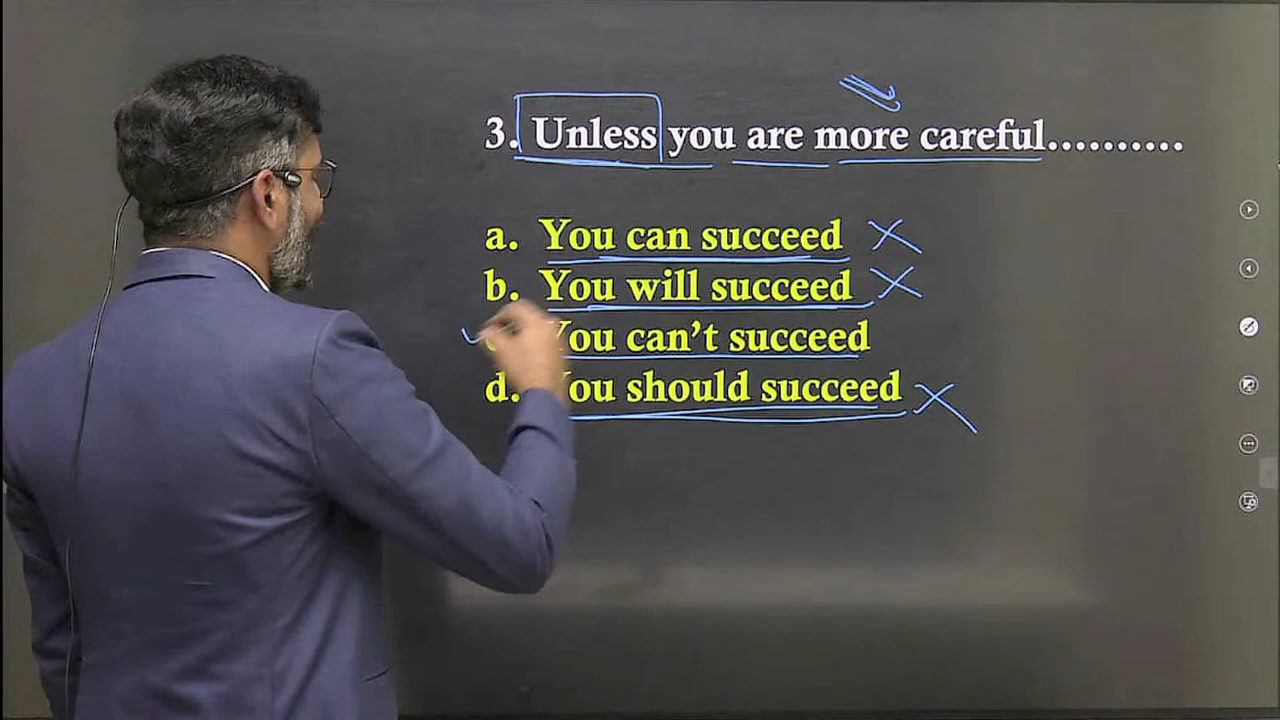 3. Unless you are more careful..........
a. You can succeed
b. You will succeed
You can't succeed
d. You should succeed